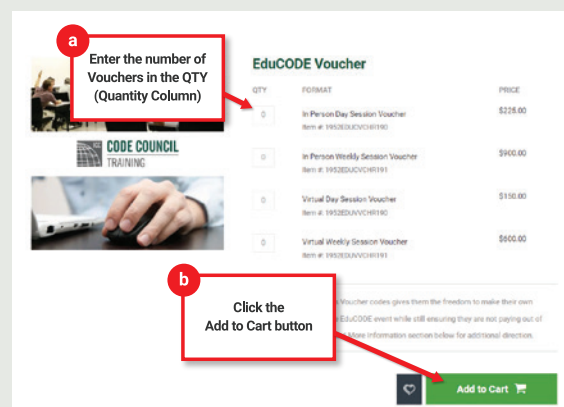 a
Enter the number of
Vouchers in the QTY
(Quantity Column)
CODE COUNCIL
TRAINING
EduCODE Voucher
QTY FORMAT PRICE
0 In Person Day Session Voucher $225.00
Item #: 1952EDUCVCHR190
0 In Person Weekly Session Voucher $900.00
Item #: 1952EDUCVCHR191
0 Virtual Day Session Voucher $150.00
Item #: 1952EDUVVCHR190
0 Virtual Weekly Session Voucher $600.00
Item #: 1952EDUVVCHR191
b
Click the
Add to Cart button
Voucher codes gives them the freedom to make their own
EduCODE event while still ensuring they are not paying out of
More Information section below for additional direction.
Add to Cart